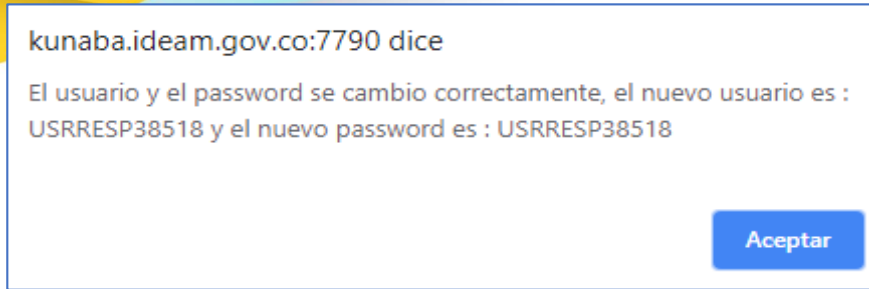 kunaba.ideam.gov.co:7790 dice
El usuario y el password se cambio correctamente, el nuevo usuario es :
USRRESP38518 y el nuevo password es : USRRESP38518
Aceptar